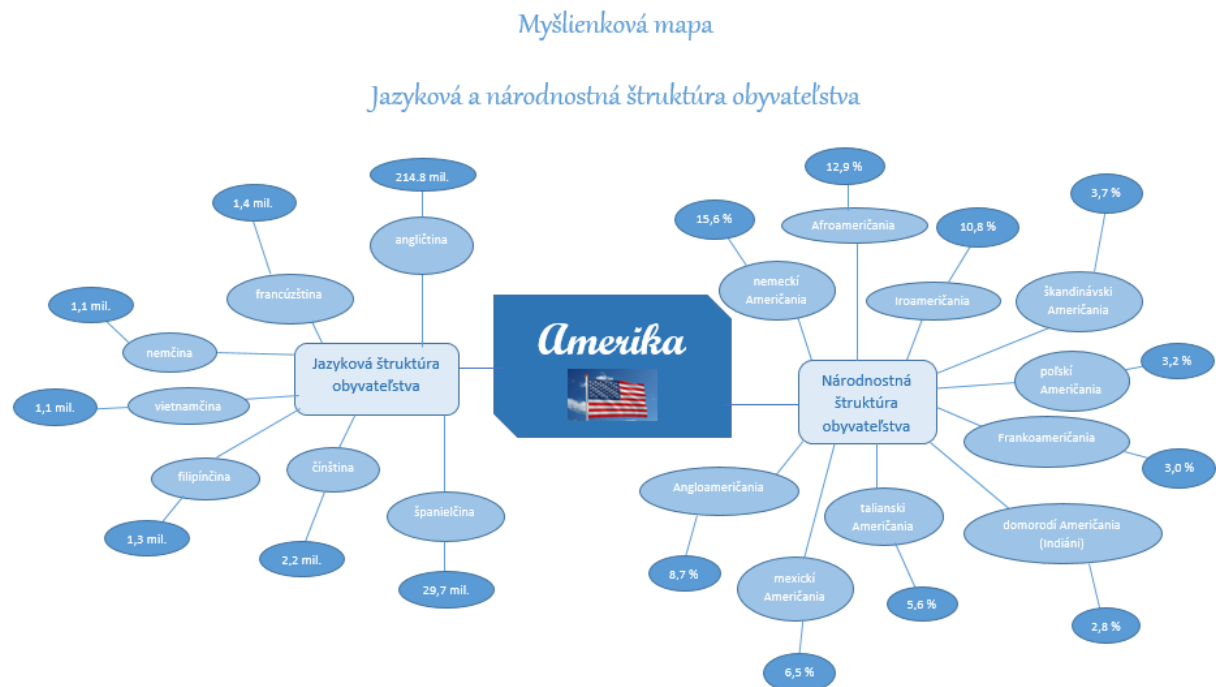 Myšlienková mapa
Jazyková a národnostná štruktúra obyvateľstva
Amerika
Jazyková štruktúra
obyvateľstva
angličtina
214.8 mil.
francúzština
1,4 mil.
nemčina
1,1 mil.
vietnamčina
1,1 mil.
filipínčina
1,3 mil.
čínština
2,2 mil.
španielčina
29,7 mil.
Národnostná
štruktúra
obyvateľstva
nemeckí
Američania
15,6 %
Afroameričania
12,9 %
Iroameričania
10,8 %
škandinávski
Američania
3,7 %
poľskí
Američania
3,2 %
Frankoameričania
3,0 %
domorodí Američania
(Indiáni)
2,8 %
talianski
Američania
5,6 %
mexickí
Američania
6,5 %
Angloameričania
8,7 %